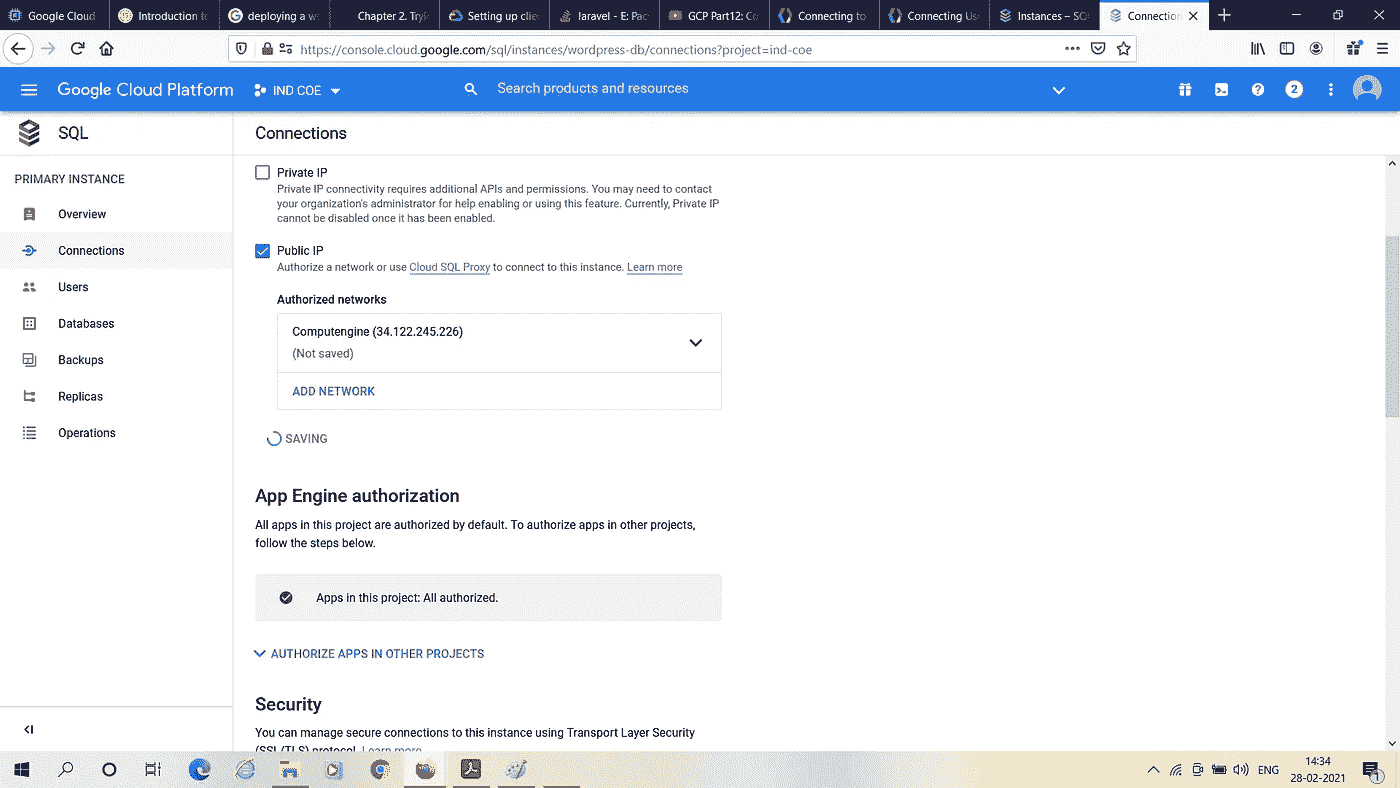 Google Cloud
Introduction to
deploying a w
Chapter 2. Tryi
Setting up clie
laravel - E: Pac
GCP Part12: Co
Connecting to
Connecting Us
Instances – SQ
Connection
https://console.cloud.google.com/sql/instances/wordpress-db/connections?project=ind-coe
Google Cloud Platform
IND COE
Search products and resources
2
SQL
Connections
PRIMARY INSTANCE
Overview
Connections
Users
Databases
Backups
Replicas
Operations
Private IP
Private IP connectivity requires additional APIs and permissions. You may need to contact
your organization's administrator for help enabling or using this feature. Currently, Private IP
cannot be disabled once it has been enabled.
Public IP
Authorize a network or use Cloud SQL Proxy to connect to this instance. Learn more
Authorized networks
Computengine (34.122.245.226)
(Not saved)
ADD NETWORK
SAVING
App Engine authorization
All apps in this project are authorized by default. To authorize apps in other projects,
follow the steps below.
Apps in this project: All authorized.
AUTHORIZE APPS IN OTHER PROJECTS
Security
You can manage secure connections to this instance using Transport Layer Security
(SSL/TLS) protocol. Learn more
ENG
14:34
28-02-2021
1